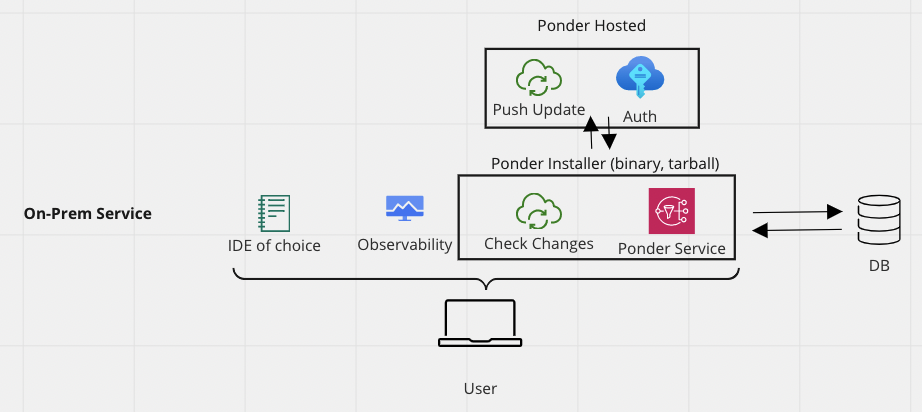 Ponder Hosted
Push Update
Auth
Ponder Installer (binary, tarball)
On-Prem Service
IDE of choice
Observability
Check Changes
Ponder Service
DB
User